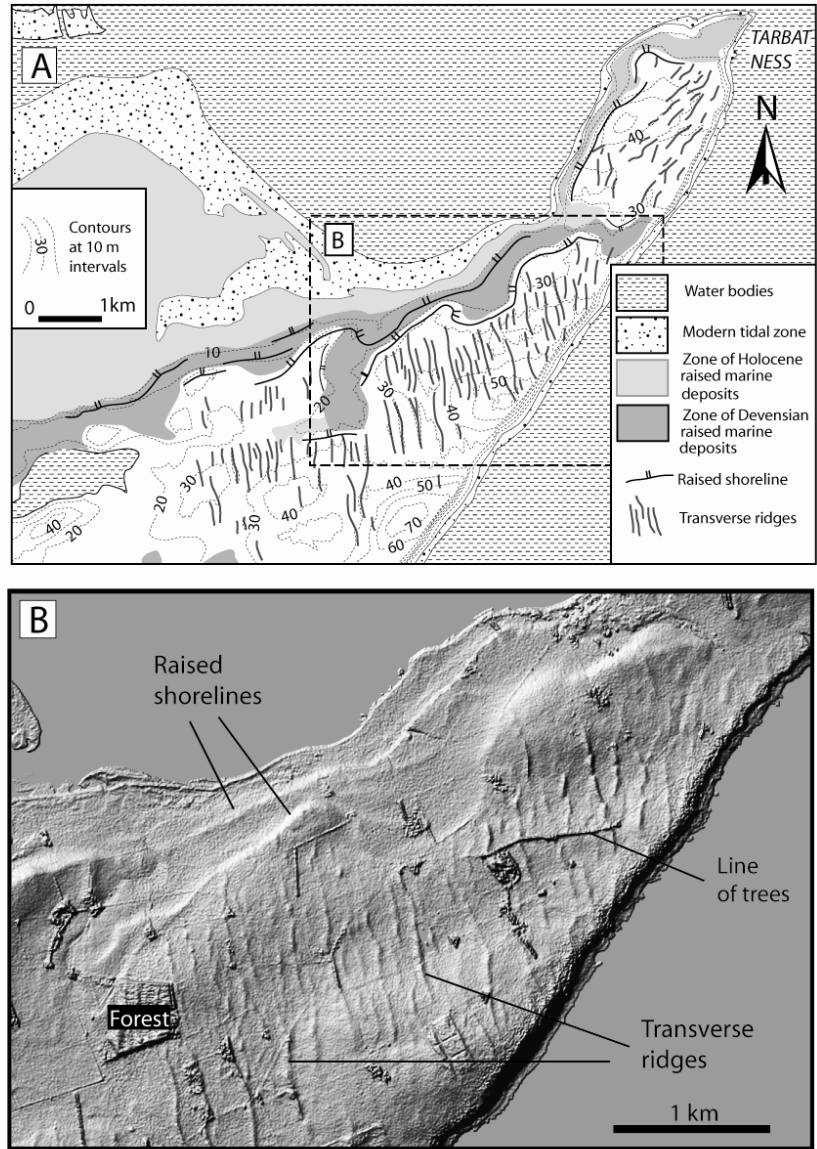 A
TARBAT
NESS
N
B
30
Contours
at 10 m
intervals
0 1km
40
30
30
50
40
30
20
10
30
20
30
40
40
50
70
60
40
20
Water bodies
Modern tidal zone
Zone of Holocene
raised marine
deposits
Zone of Devensian
raised marine
deposits
Raised shoreline
Transverse ridges
B
Raised
shorelines
Line
of trees
Forest
Transverse
ridges
1 km